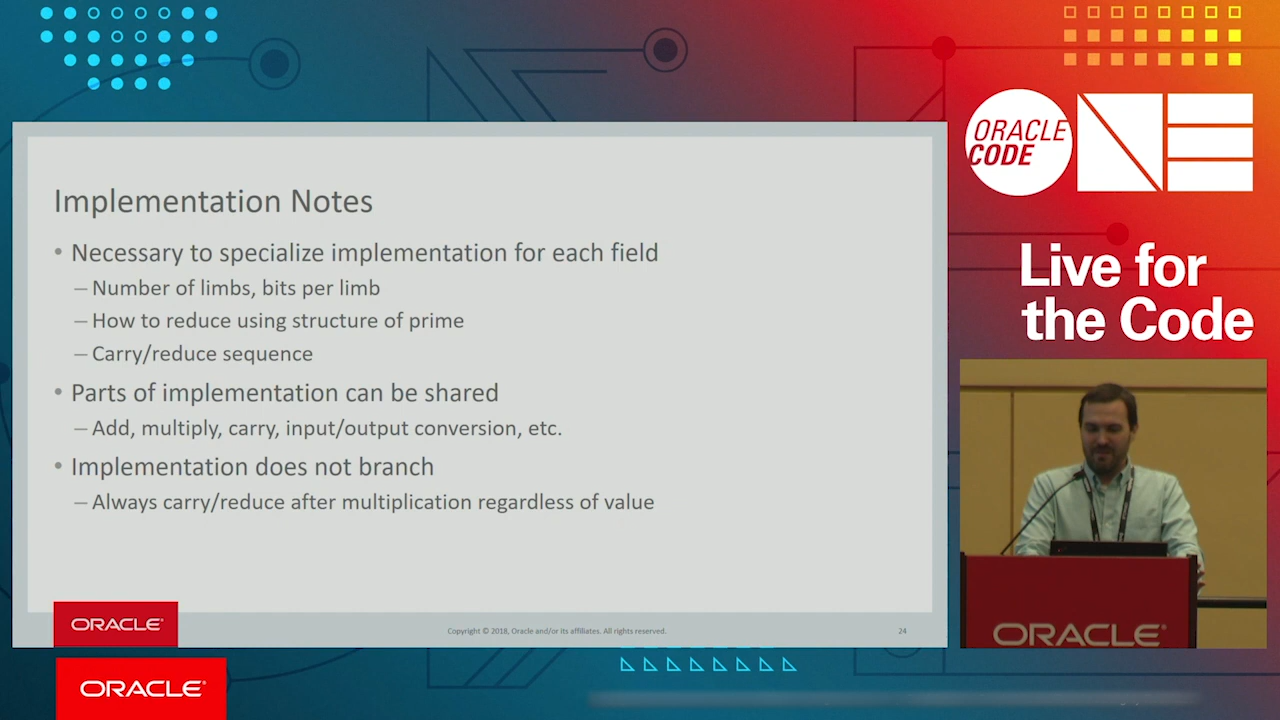 Implementation Notes
• Necessary to specialize implementation for each field
– Number of limbs, bits per limb
– How to reduce using structure of prime
– Carry/reduce sequence
• Parts of implementation can be shared
– Add, multiply, carry, input/output conversion, etc.
• Implementation does not branch
– Always carry/reduce after multiplication regardless of value
ORACLE®
Copyright © 2018, Oracle and/or its affiliates. All rights reserved.
24
ORACLE®
ORACLE
CODE
ONE
Live for
the Code
ORACLE®